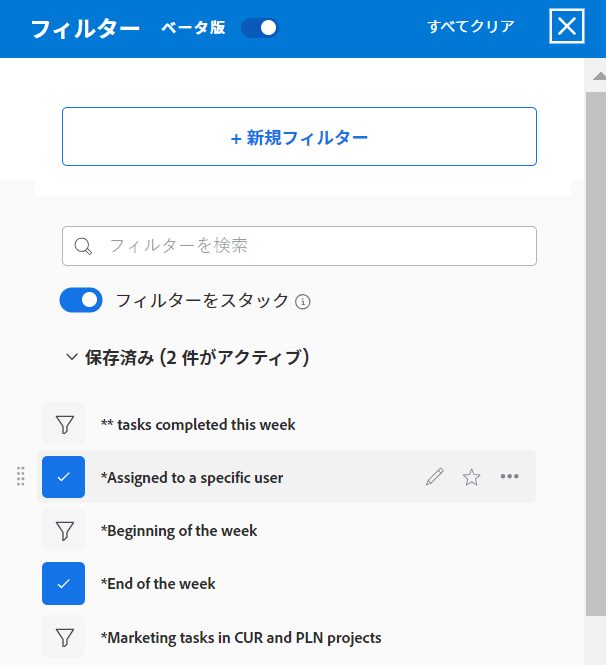 フィルター ベータ版 すべてクリア
+ 新規フィルター
フィルターを検索
フィルターをスタック
保存済み (2 件がアクティブ)
** tasks completed this week
*Assigned to a specific user
*Beginning of the week
*End of the week
*Marketing tasks in CUR and PLN projects